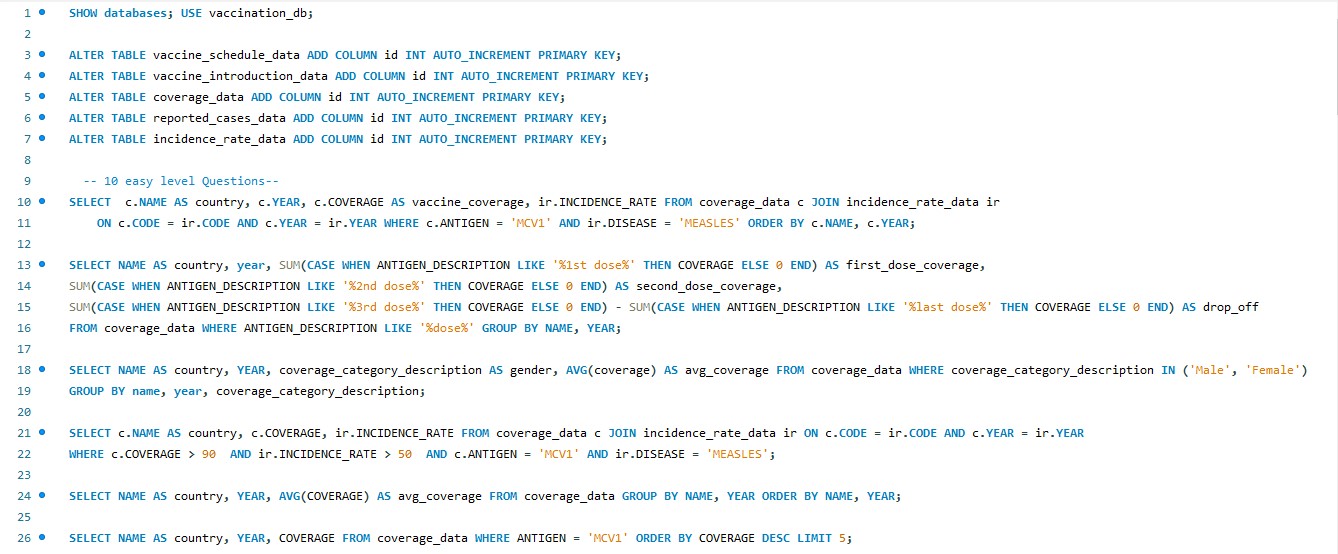 1 SHOW databases; USE vaccination_db;
2
3 ALTER TABLE vaccine_schedule_data ADD COLUMN id INT AUTO_INCREMENT PRIMARY KEY;
4 ALTER TABLE vaccine_introduction_data ADD COLUMN id INT AUTO_INCREMENT PRIMARY KEY;
5 ALTER TABLE coverage_data ADD COLUMN id INT AUTO_INCREMENT PRIMARY KEY;
6 ALTER TABLE reported_cases_data ADD COLUMN id INT AUTO_INCREMENT PRIMARY KEY;
7 ALTER TABLE incidence_rate_data ADD COLUMN id INT AUTO_INCREMENT PRIMARY KEY;
8
9 -- 10 easy level Questions--
10 SELECT  c.NAME AS country, c.YEAR, c.COVERAGE AS vaccine_coverage, ir.INCIDENCE_RATE FROM coverage_data c JOIN incidence_rate_data ir
11 ON c.CODE = ir.CODE AND c.YEAR = ir.YEAR WHERE c.ANTIGEN = 'MCV1' AND ir.DISEASE = 'MEASLES' ORDER BY c.NAME, c.YEAR;
12
13 SELECT NAME AS country, year, SUM(CASE WHEN ANTIGEN_DESCRIPTION LIKE '%1st dose%' THEN COVERAGE ELSE 0 END) AS first_dose_coverage,
14 SUM(CASE WHEN ANTIGEN_DESCRIPTION LIKE '%2nd dose%' THEN COVERAGE ELSE 0 END) AS second_dose_coverage,
15 SUM(CASE WHEN ANTIGEN_DESCRIPTION LIKE '%3rd dose%' THEN COVERAGE ELSE 0 END) - SUM(CASE WHEN ANTIGEN_DESCRIPTION LIKE '%last dose%' THEN COVERAGE ELSE 0 END) AS drop_off
16 FROM coverage_data WHERE ANTIGEN_DESCRIPTION LIKE '%dose%' GROUP BY NAME, YEAR;
17
18 SELECT NAME AS country, YEAR, coverage_category_description AS gender, AVG(coverage) AS avg_coverage FROM coverage_data WHERE coverage_category_description IN ('Male', 'Female')
19 GROUP BY name, year, coverage_category_description;
20
21 SELECT c.NAME AS country, c.COVERAGE, ir.INCIDENCE_RATE FROM coverage_data c JOIN incidence_rate_data ir ON c.CODE = ir.CODE AND c.YEAR = ir.YEAR
22 WHERE c.COVERAGE > 90  AND ir.INCIDENCE_RATE > 50  AND c.ANTIGEN = 'MCV1' AND ir.DISEASE = 'MEASLES';
23
24 SELECT NAME AS country, YEAR, AVG(COVERAGE) AS avg_coverage FROM coverage_data GROUP BY NAME, YEAR ORDER BY NAME, YEAR;
25
26 SELECT NAME AS country, YEAR, COVERAGE FROM coverage_data WHERE ANTIGEN = 'MCV1' ORDER BY COVERAGE DESC LIMIT 5;